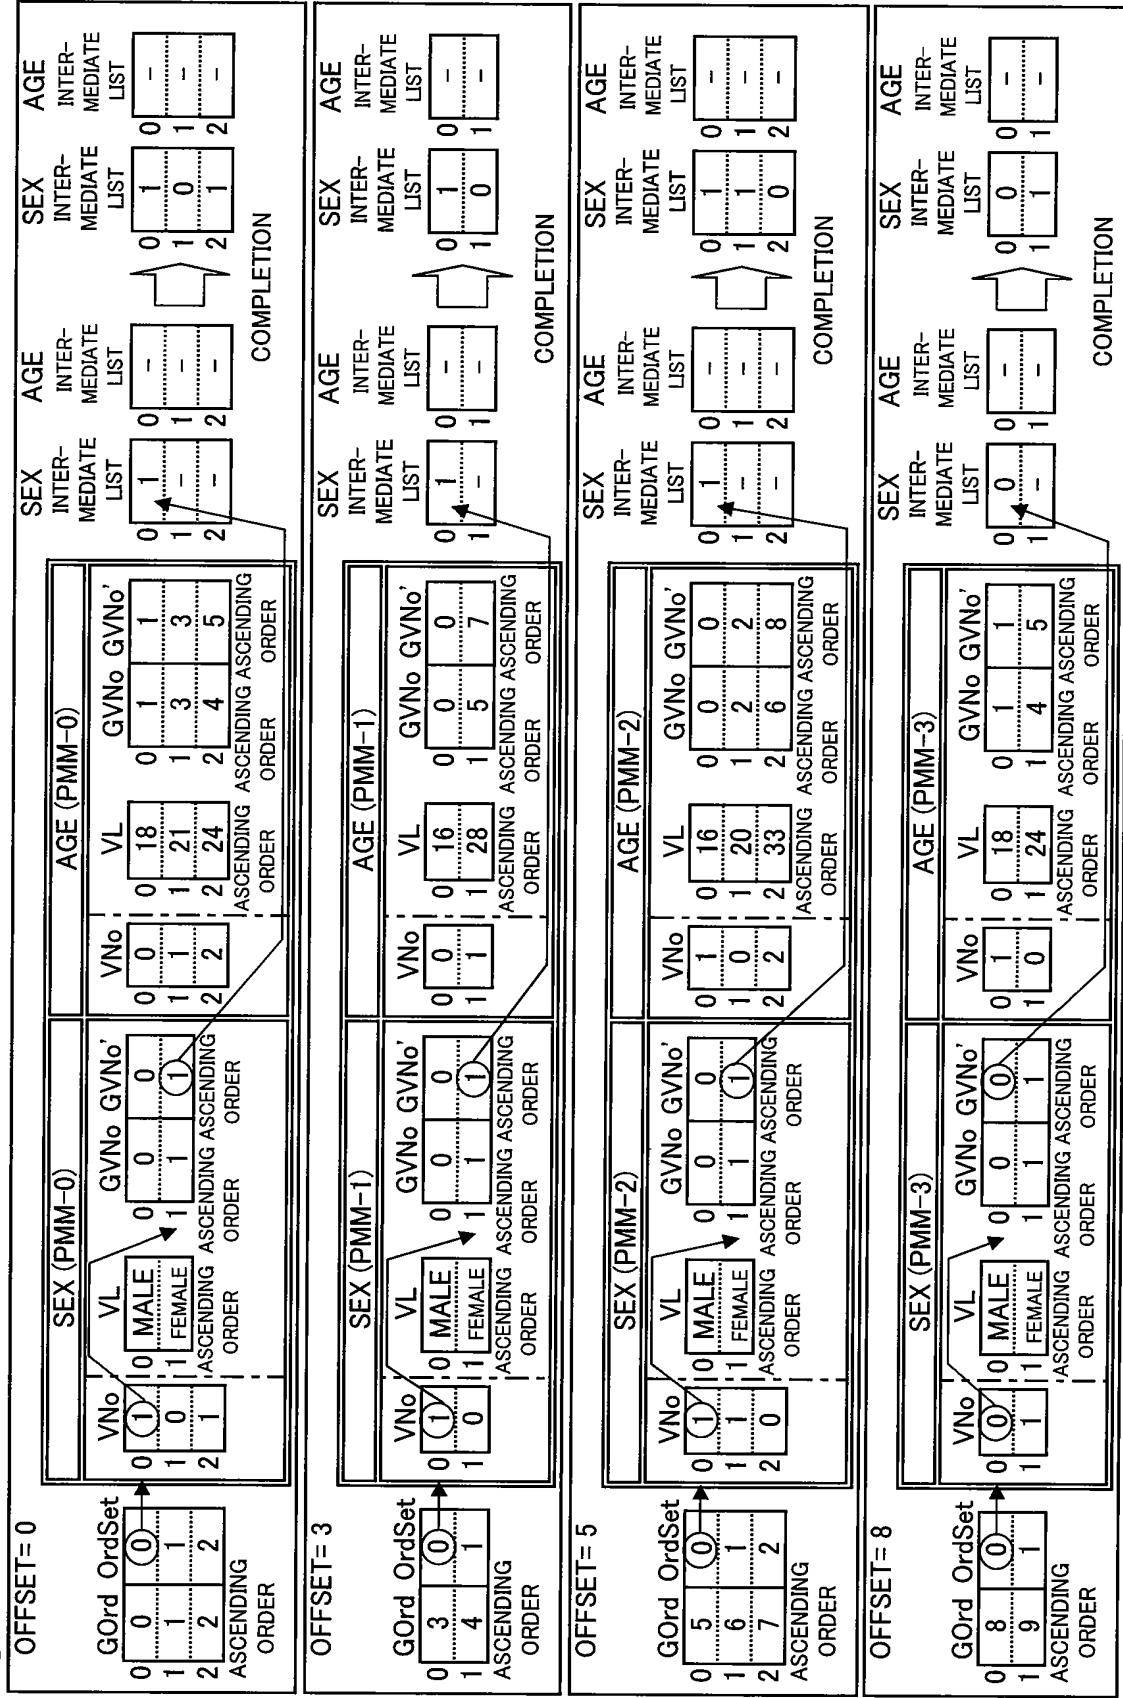 OFFSET= 0
SEX (PMM-0) AGE (PMM-0)
GOrd OrdSet VNo VL GVNo GVNo' VNo VL GVNo GVNo' SEX INTER- MEDIATE LIST AGE INTER- MEDIATE LIST SEX INTER- MEDIATE LIST AGE INTER- MEDIATE LIST
0 0 0 0 1 0 MALE 0 0 0 0 0 0 18 0 1 1 0 1 0 - 0 1 0 -
1 1 1 1 0 1 FEMALE 1 1 1 1 1 1 21 1 3 3 1 - 1 - 1 0 1 -
2 2 2 2 1 2 2 2 24 2 4 5 2 - 2 - 2 1 2 -
ASCENDING ORDER ASCENDING ORDER ASCENDING ORDER ASCENDING ORDER ASCENDING ORDER ASCENDING ORDER ASCENDING ORDER COMPLETION
OFFSET= 3
SEX (PMM-1) AGE (PMM-1)
GOrd OrdSet VNo VL GVNo GVNo' VNo VL GVNo GVNo' SEX INTER- MEDIATE LIST AGE INTER- MEDIATE LIST SEX INTER- MEDIATE LIST AGE INTER- MEDIATE LIST
0 3 0 0 1 0 MALE 0 0 0 0 0 0 16 0 0 0 0 1 0 - 0 1 0 -
1 4 1 1 0 1 FEMALE 1 1 1 1 1 1 28 1 5 7 1 - 1 - 1 0 1 -
ASCENDING ORDER ASCENDING ORDER ASCENDING ORDER ASCENDING ORDER ASCENDING ORDER ASCENDING ORDER ASCENDING ORDER COMPLETION
OFFSET= 5
SEX (PMM-2) AGE (PMM-2)
GOrd OrdSet VNo VL GVNo GVNo' VNo VL GVNo GVNo' SEX INTER- MEDIATE LIST AGE INTER- MEDIATE LIST SEX INTER- MEDIATE LIST AGE INTER- MEDIATE LIST
0 5 0 0 1 0 MALE 0 0 0 0 1 0 16 0 0 0 0 1 0 - 0 1 0 -
1 6 1 1 1 1 FEMALE 1 1 1 1 0 1 20 1 2 2 1 - 1 - 1 1 1 -
2 7 2 2 0 2 2 2 33 2 6 8 2 - 2 - 2 0 2 -
ASCENDING ORDER ASCENDING ORDER ASCENDING ORDER ASCENDING ORDER ASCENDING ORDER ASCENDING ORDER ASCENDING ORDER COMPLETION
OFFSET= 8
SEX (PMM-3) AGE (PMM-3)
GOrd OrdSet VNo VL GVNo GVNo' VNo VL GVNo GVNo' SEX INTER- MEDIATE LIST AGE INTER- MEDIATE LIST SEX INTER- MEDIATE LIST AGE INTER- MEDIATE LIST
0 8 0 0 0 0 MALE 0 0 0 0 1 0 18 0 1 1 0 0 0 - 0 0 0 -
1 9 1 1 1 1 FEMALE 1 1 1 1 0 1 24 1 4 5 1 - 1 - 1 1 1 -
ASCENDING ORDER ASCENDING ORDER ASCENDING ORDER ASCENDING ORDER ASCENDING ORDER ASCENDING ORDER ASCENDING ORDER COMPLETION